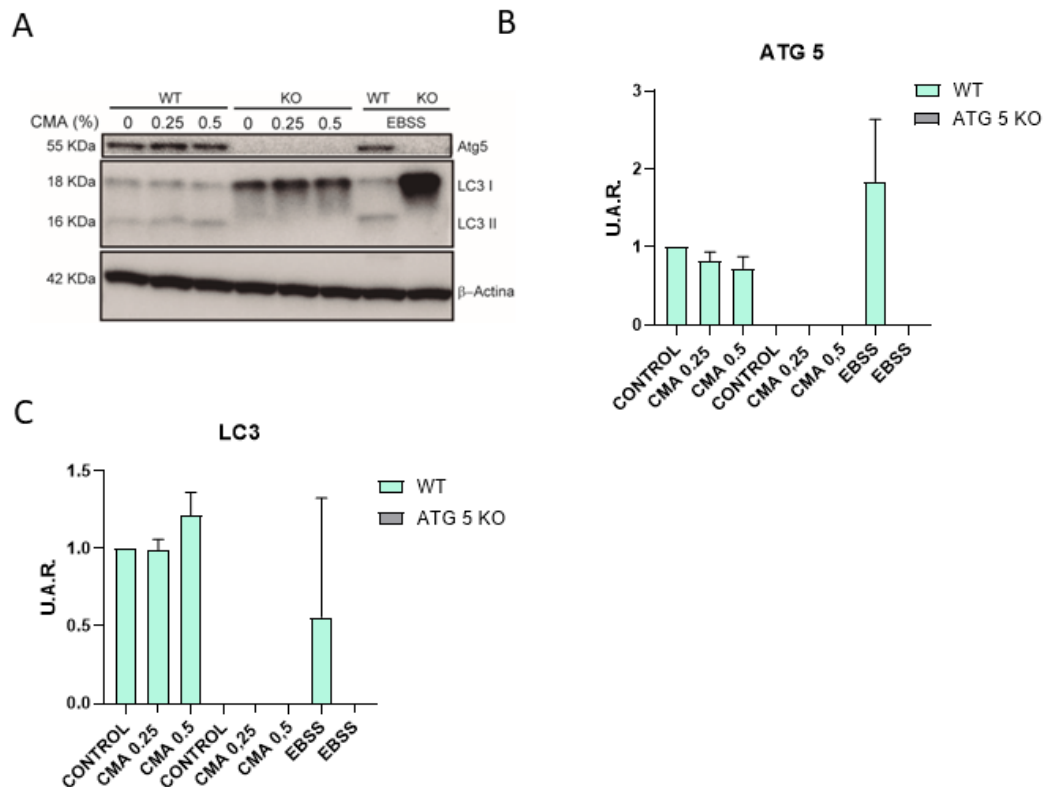 A
WT KO WT KO
CMA (%) 0 0.25 0.5 0 0.25 0.5 EBSS
55 KDa Atg5
18 KDa LC3 I
16 KDa LC3 II
42 KDa β–Actina
B
ATG 5
U.A.R.
3
2
1
0
CONTROL
CMA 0.25
CMA 0.5
CONTROL
CMA 0,25
CMA 0,5
EBSS
EBSS
WT
ATG 5 KO
C
LC3
U.A.R.
1.5
1.0
0.5
0.0
CONTROL
CMA 0.25
CMA 0.5
CONTROL
CMA 0,25
CMA 0,5
EBSS
EBSS
WT
ATG 5 KO